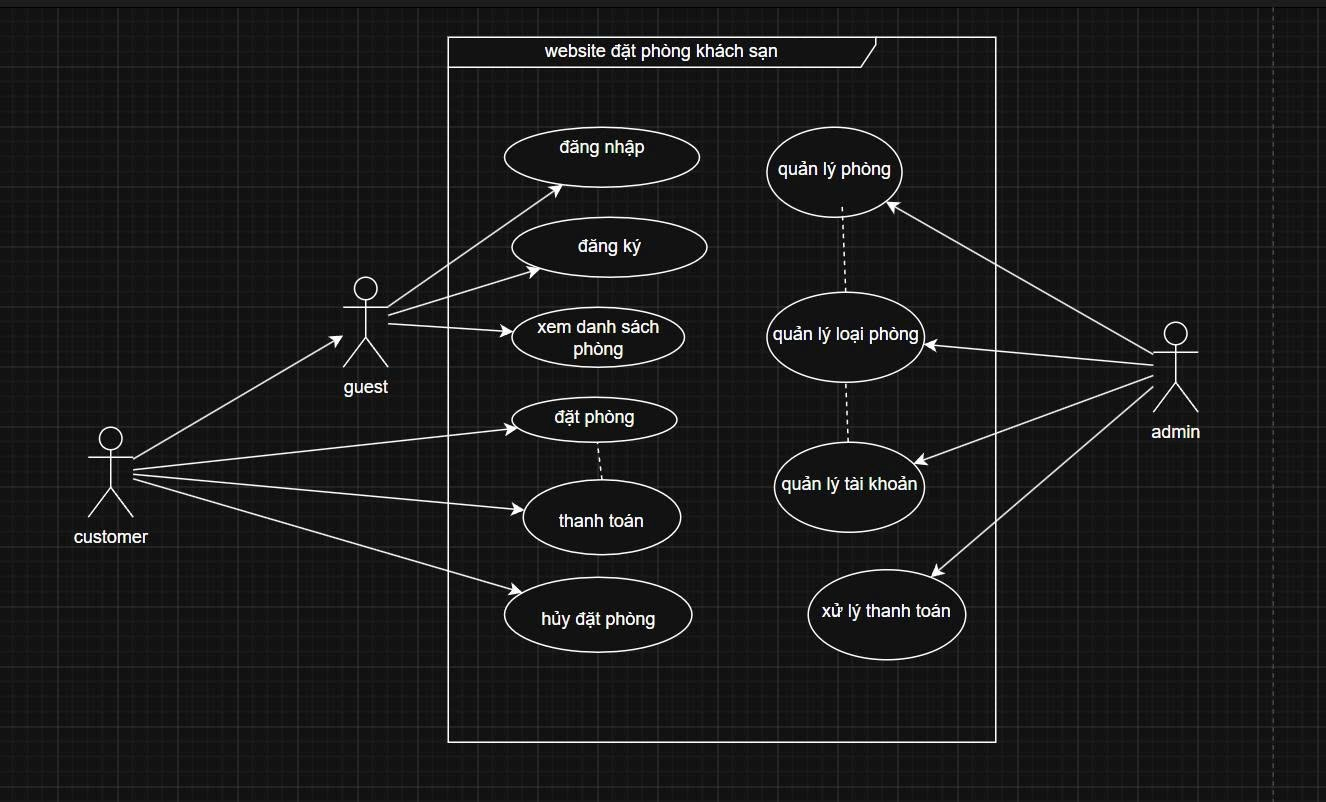 website đặt phòng khách sạn
đăng nhập
đăng ký
xem danh sách
phòng
đặt phòng
thanh toán
hủy đặt phòng
quản lý phòng
quản lý loại phòng
quản lý tài khoản
xử lý thanh toán
guest
customer
admin